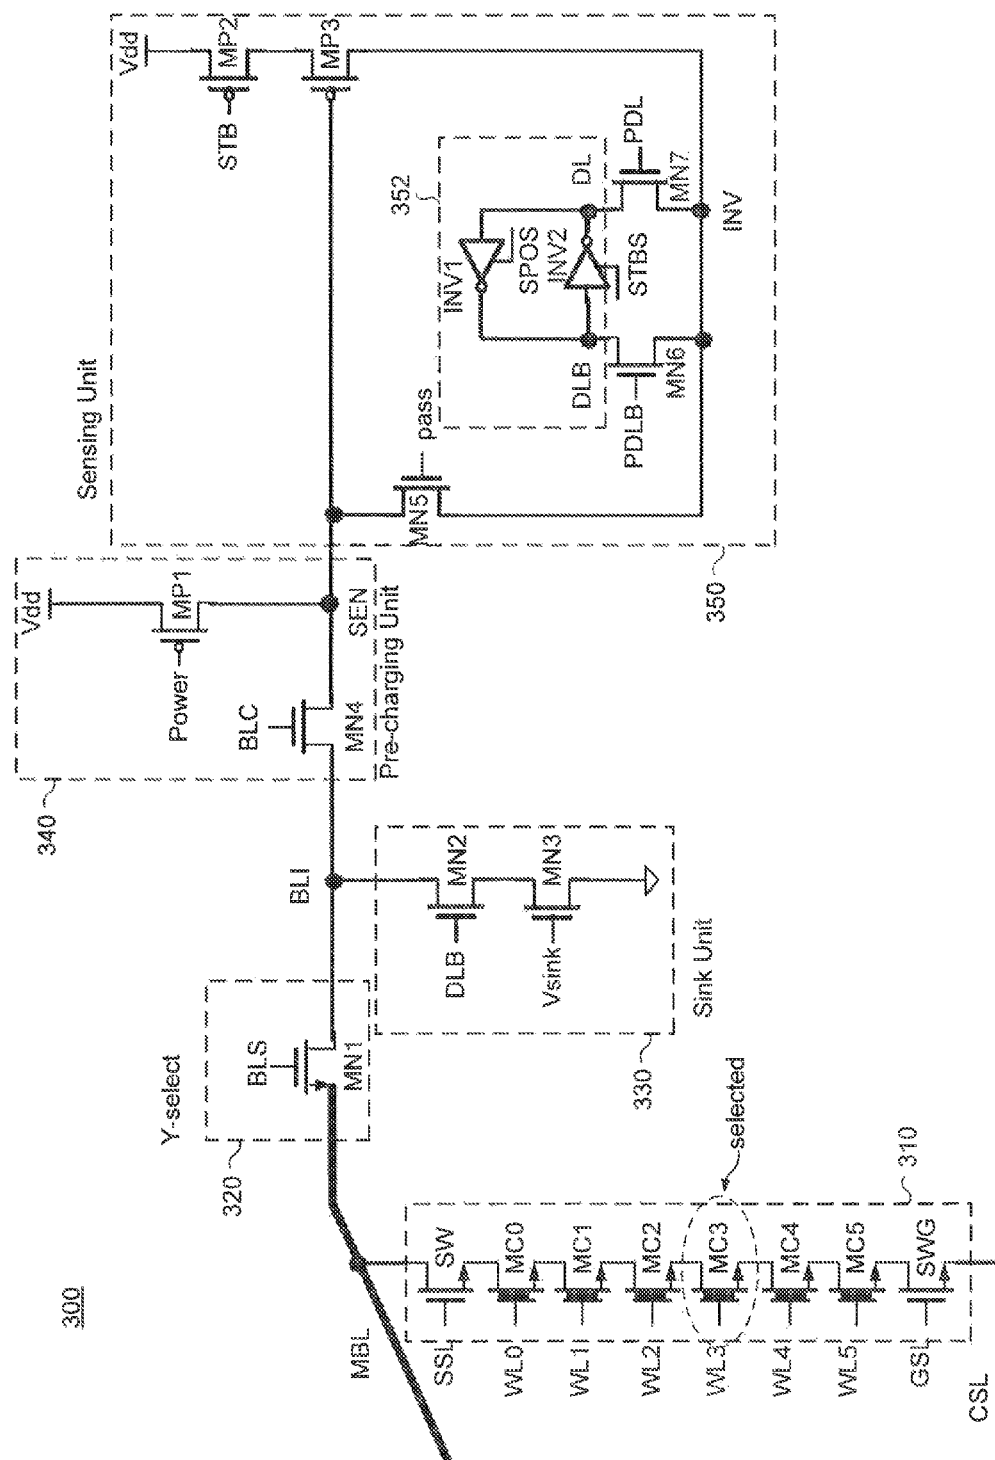 300
MBL
SSL
SW
WL0
MC0
WL1
MC1
WL2
MC2
WL3
MC3
selected
WL4
MC4
WL5
MC5
GSL
SWG
CSL
310
Y-select
320
BLS
MN1
BLI
DLB
MN2
Vsink
MN3
330
Sink Unit
340
Vdd
Power
MP1
BLC
MN4
SEN
Pre-charging Unit
Sensing Unit
Vdd
STB
MP2
MP3
pass
MN5
352
INV1
SPOS
INV2
STBS
DLB
DL
PDLB
MN6
PDL
MN7
INV
350